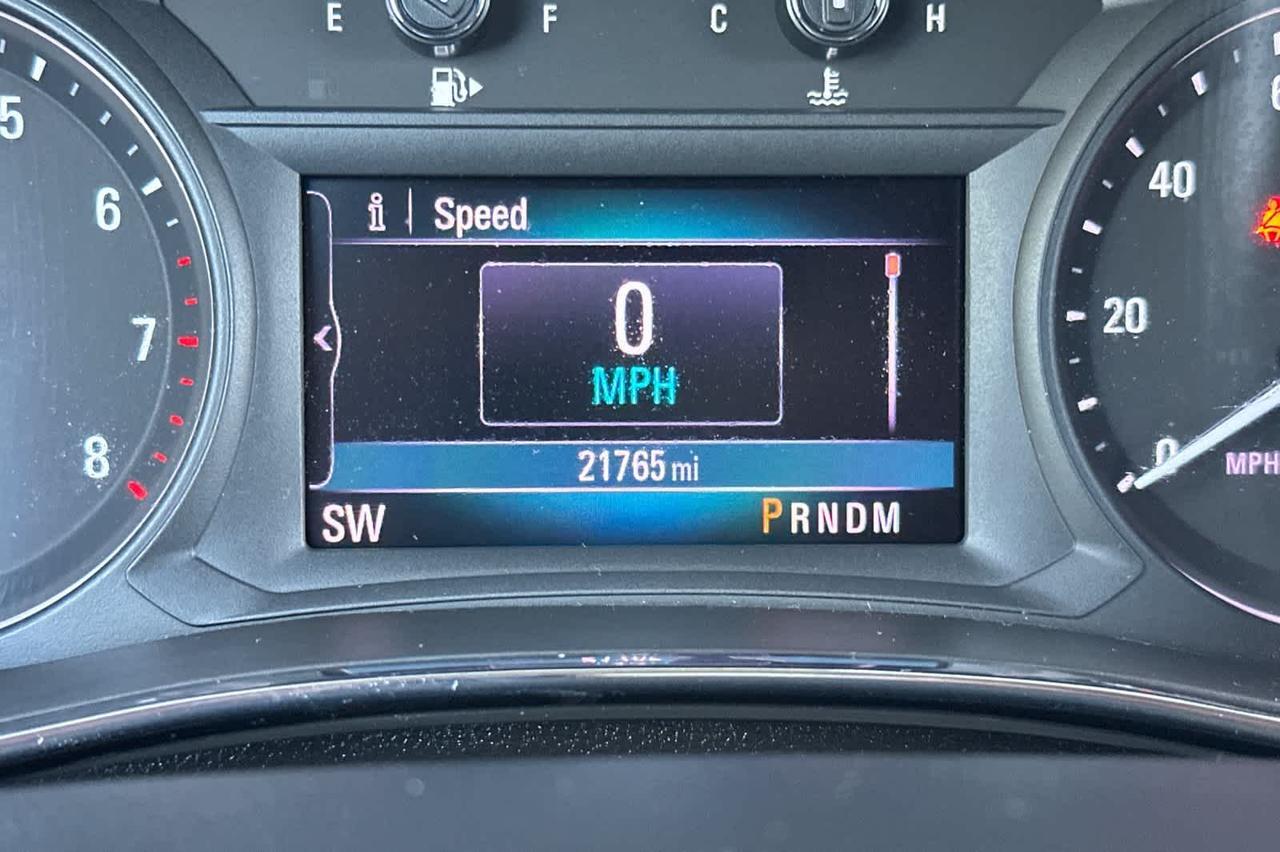 E F C H
5
6
7
8
i Speed
0
MPH
21765 mi
SW PRNDM
40
20
0
MPH